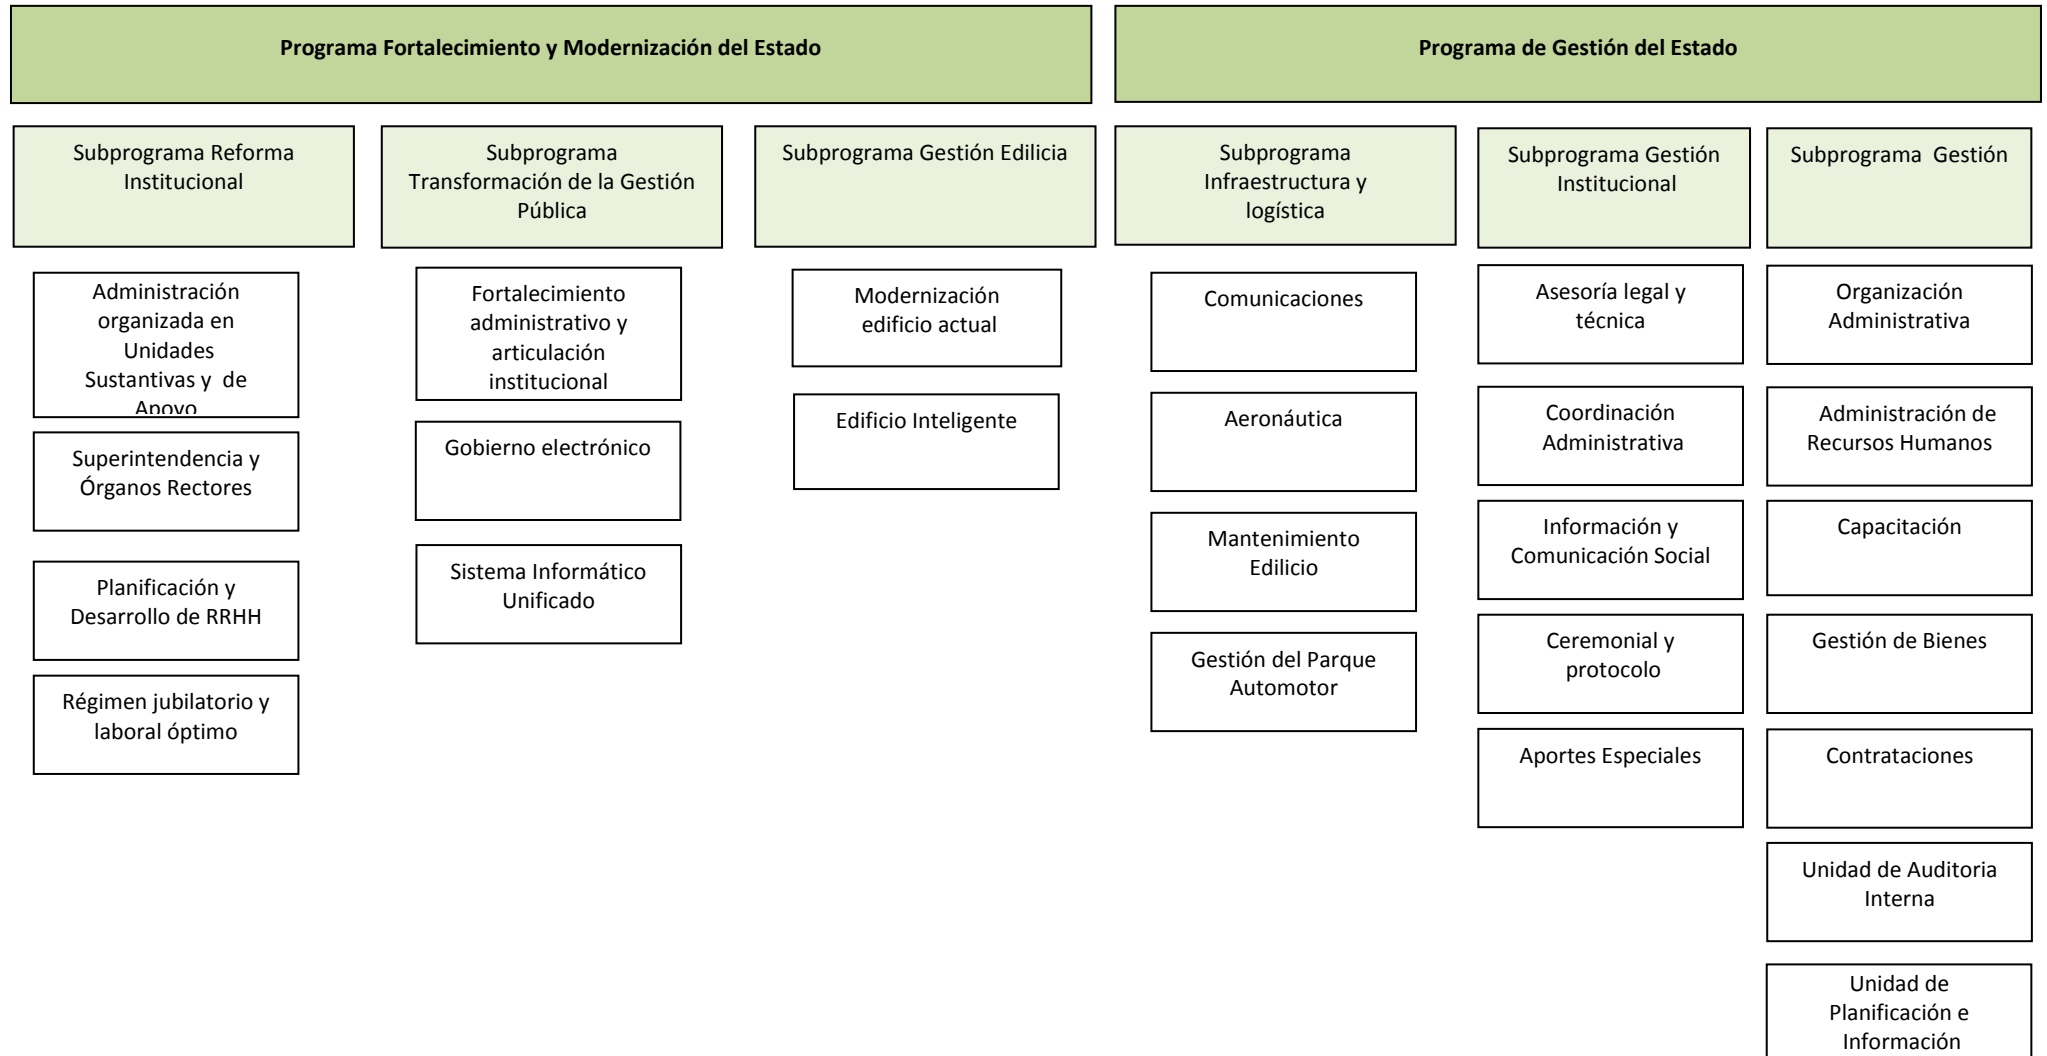 Programa Fortalecimiento y Modernización del Estado
Programa de Gestión del Estado
Subprograma Reforma
Institucional
Subprograma
Transformación de la Gestión
Pública
Subprograma Gestión Edilicia
Subprograma
Infraestructura y
logística
Subprograma Gestión
Institucional
Subprograma Gestión
Administración
organizada en
Unidades
Sustantivas y de
Apoyo
Superintendencia y
Órganos Rectores
Planificación y
Desarrollo de RRHH
Régimen jubilatorio y
laboral óptimo
Fortalecimiento
administrativo y
articulación
institucional
Gobierno electrónico
Sistema Informático
Unificado
Modernización
edificio actual
Edificio Inteligente
Comunicaciones
Aeronáutica
Mantenimiento
Edilicio
Gestión del Parque
Automotor
Asesoría legal y
técnica
Coordinación
Administrativa
Información y
Comunicación Social
Ceremonial y
protocolo
Aportes Especiales
Organización
Administrativa
Administración de
Recursos Humanos
Capacitación
Gestión de Bienes
Contrataciones
Unidad de Auditoria
Interna
Unidad de
Planificación e
Información